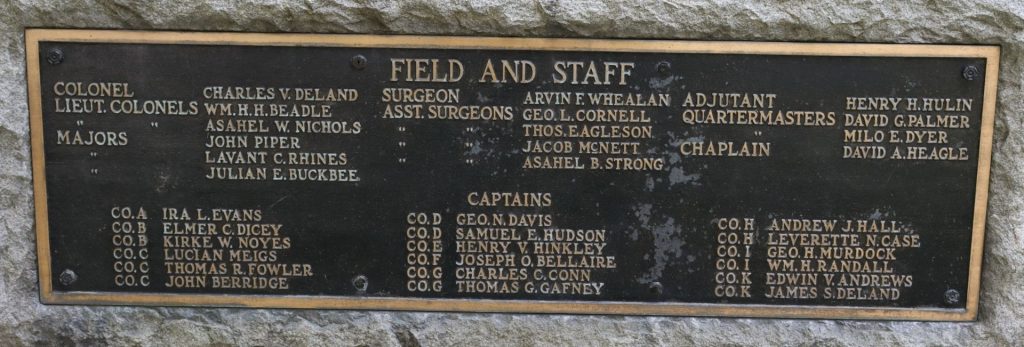 FIELD AND STAFF
COLONEL CHARLES V. DELAND
LIEUT. COLONELS WM. H. H. BEADLE
" " ASAHEL W. NICHOLS
MAJORS JOHN PIPER
" LAVANT C. RHINES
" JULIAN E. BUCKBEE
SURGEON ARVIN F. WHEALAN
ASST. SURGEONS GEO. L. CORNELL
" " THOS. EAGLESON
" " JACOB McNETT
" " ASAHEL B. STRONG
ADJUTANT HENRY H. HULIN
QUARTERMASTERS DAVID G. PALMER
" MILO E. DYER
CHAPLAIN DAVID A. HEAGLE
CAPTAINS
CO. A IRA L. EVANS
CO. B ELMER C. DICEY
CO. B KIRKE W. NOYES
CO. C LUCIAN MEIGS
CO. C THOMAS R. FOWLER
CO. C JOHN BERRIDGE
CO. D GEO. N. DAVIS
CO. D SAMUEL E. HUDSON
CO. E HENRY V. HINKLEY
CO. F JOSEPH O. BELLAIRE
CO. G CHARLES C. CONN
CO. G THOMAS G. GAFNEY
CO. H ANDREW J. HALL
CO. H LEVERETTE N. CASE
CO. I GEO. H. MURDOCK
CO. I WM. H. RANDALL
CO. K EDWIN V. ANDREWS
CO. K JAMES S. DELAND